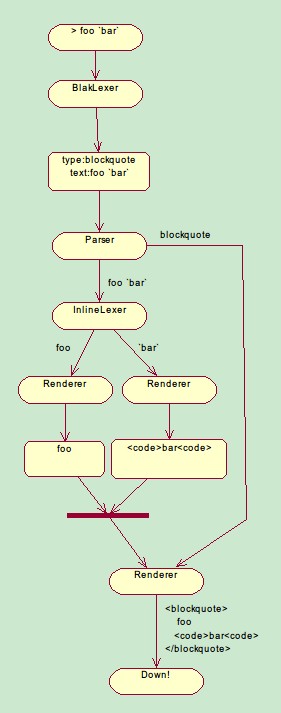 > foo `bar`
BlakLexer
type:blockquote
text:foo `bar`
Parser
blockquote
foo `bar`
InlineLexer
foo
`bar`
Renderer
Renderer
foo
<code>bar<code>
Renderer
<blockquote>
foo
<code>bar<code>
</blockquote>
Down!